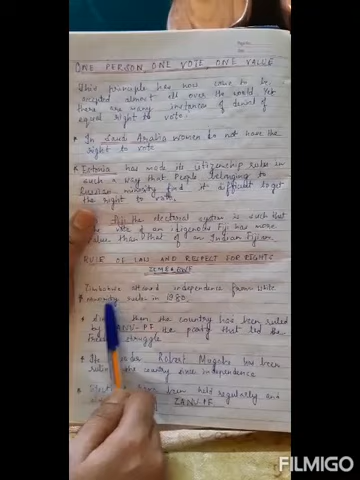 ONE PERSON ONE VOTE ONE VALUE
This principle has now come to be
accepted almost all over the world. Yet
there are many instances of denial of
equal right to vote.
* In Saudi Arabia women do not have the
right to vote
* Estonia has made its citizenship rules in
such a way that People belonging to
Russian minority find it difficult to get
the right to vote.
Fiji the electoral system is such that
the vote of an indigenous Fiji has more
value than that of an Indian Fijian.
RULE OF LAW AND RESPECT FOR RIGHTS
ZIMBABWE
Zimbabwe attained independence from white
minority rule in 1980.
then the country has been ruled
by ZANU-PF, the party that led the
struggle
Its Robert Mugabe has been
ruling the country since independence
been held regularly and
ZANU-PF.
FILMIGO